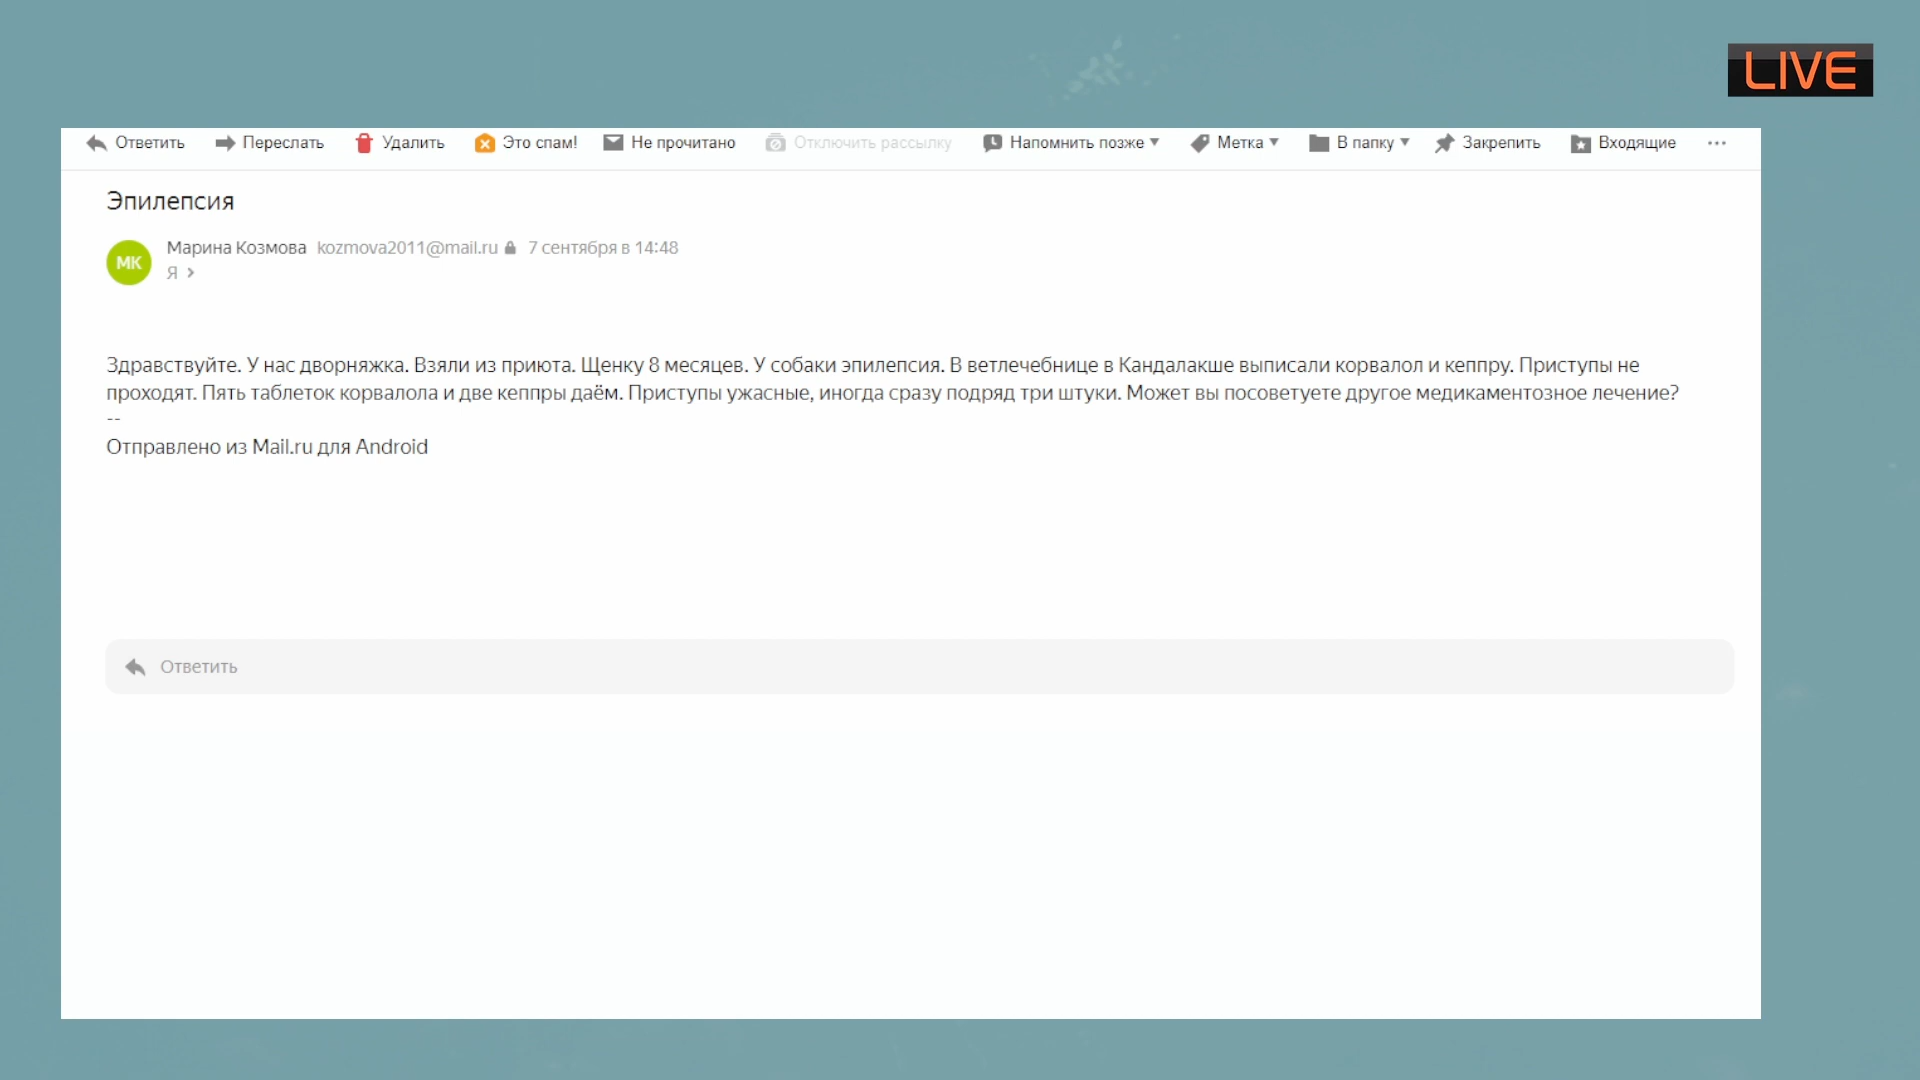 LIVE
Ответить Переслать Удалить Это спам! Не прочитано Отключить рассылку Напомнить позже Метка В папку Закрепить Входящие ...
Эпилепсия
МК
Марина Козмова kozmova2011@mail.ru 7 сентября в 14:48
Я >
Здравствуйте. У нас дворняжка. Взяли из приюта. Щенку 8 месяцев. У собаки эпилепсия. В ветлечебнице в Кандалакше выписали корвалол и кеппру. Приступы не
проходят. Пять таблеток корвалола и две кеппры даём. Приступы ужасные, иногда сразу подряд три штуки. Может вы посоветуете другое медикаментозное лечение?
--
Отправлено из Mail.ru для Android
Ответить